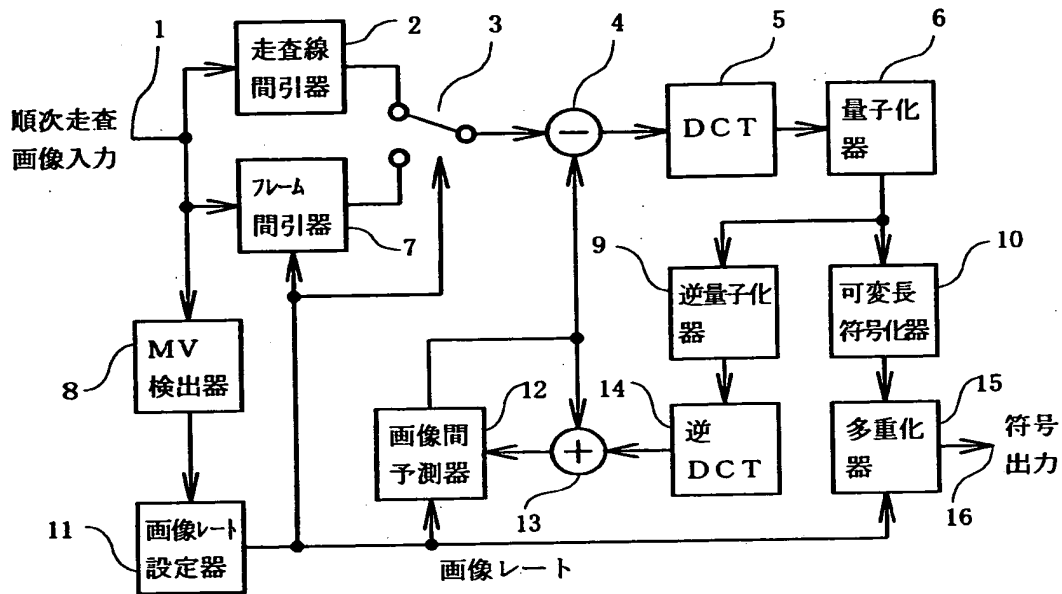 1
2
3
4
5
6
走査線
間引器
順次走査
画像入力
−
DCT
量子化
器
フレーム
間引器
7
9
10
逆量子化
器
可変長
符号化器
8
MV
検出器
12
14
15
画像間
予測器
+
13
逆
DCT
多重化
器
符号
出力
16
11
画像レート
設定器
画像レート